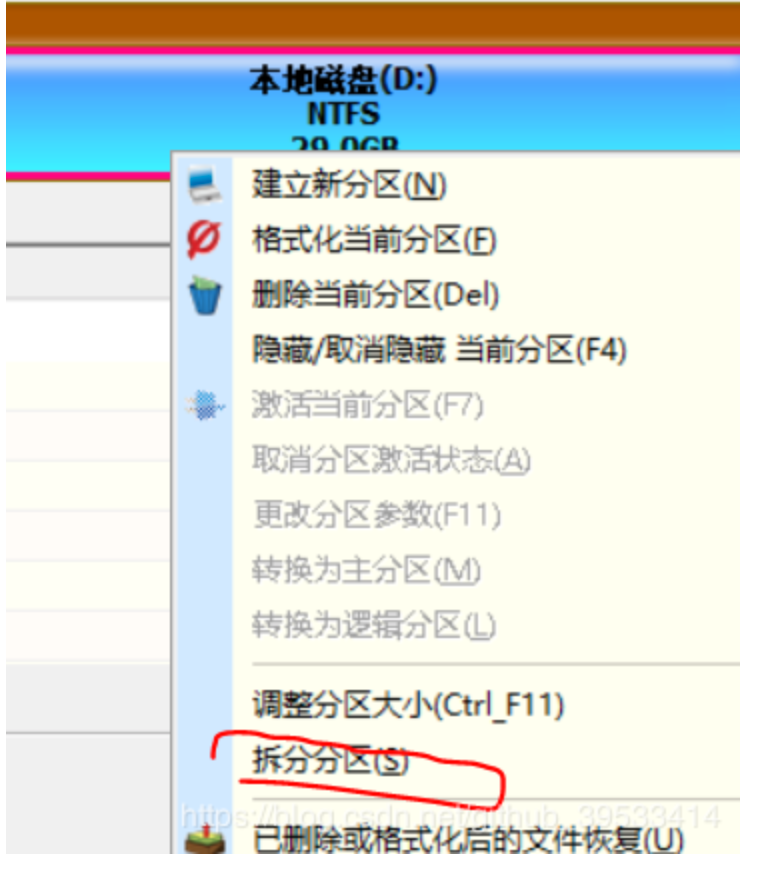 本地磁盘(D:)
NTFS
29.0GB
建立新分区(N)
格式化当前分区(F)
删除当前分区(Del)
隐藏/取消隐藏 当前分区(F4)
激活当前分区(F7)
取消分区激活状态(A)
更改分区参数(F11)
转换为主分区(M)
转换为逻辑分区(L)
调整分区大小(Ctrl_F11)
拆分分区(S)
https://blog.csdn.net/github_39533414
已删除或格式化后的文件恢复(U)